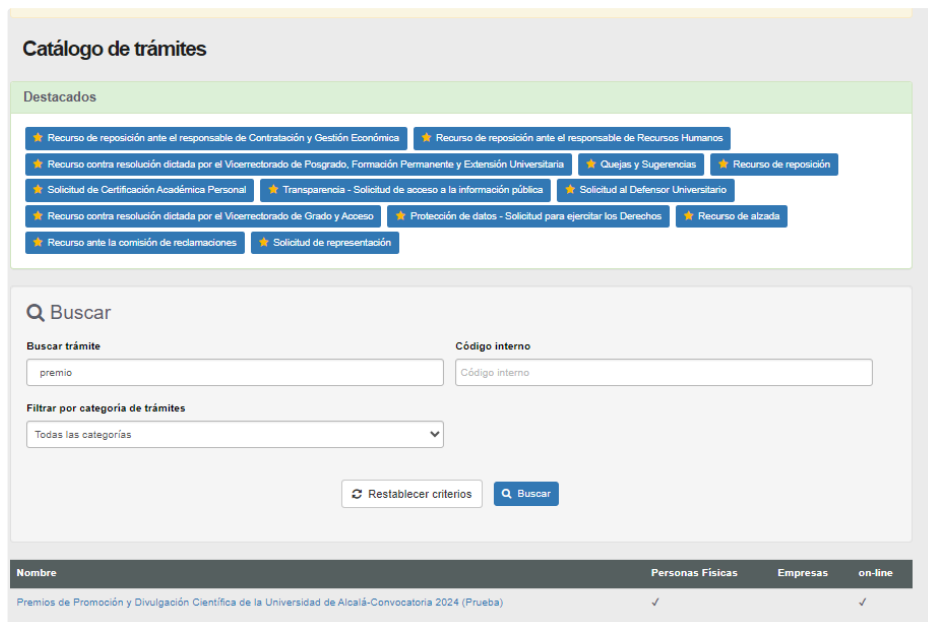 Catálogo de trámites
Destacados
Recurso de reposición ante el responsable de Contratación y Gestión Económica Recurso de reposición ante el responsable de Recursos Humanos
Recurso contra resolución dictada por el Vicerrectorado de Posgrado, Formación Permanente y Extensión Universitaria Quejas y Sugerencias Recurso de reposición
Solicitud de Certificación Académica Personal Transparencia - Solicitud de acceso a la información pública Solicitud al Defensor Universitario
Recurso contra resolución dictada por el Vicerrectorado de Grado y Acceso Protección de datos - Solicitud para ejercitar los Derechos Recurso de alzada
Recurso ante la comisión de reclamaciones Solicitud de representación
Buscar
Buscar trámite Código interno
premio Código interno
Filtrar por categoría de trámites
Todas las categorías
Restablecer criterios Buscar
Nombre Personas Físicas Empresas on-line
Premios de Promoción y Divulgación Científica de la Universidad de Alcalá-Convocatoria 2024 (Prueba) ✓ ✓